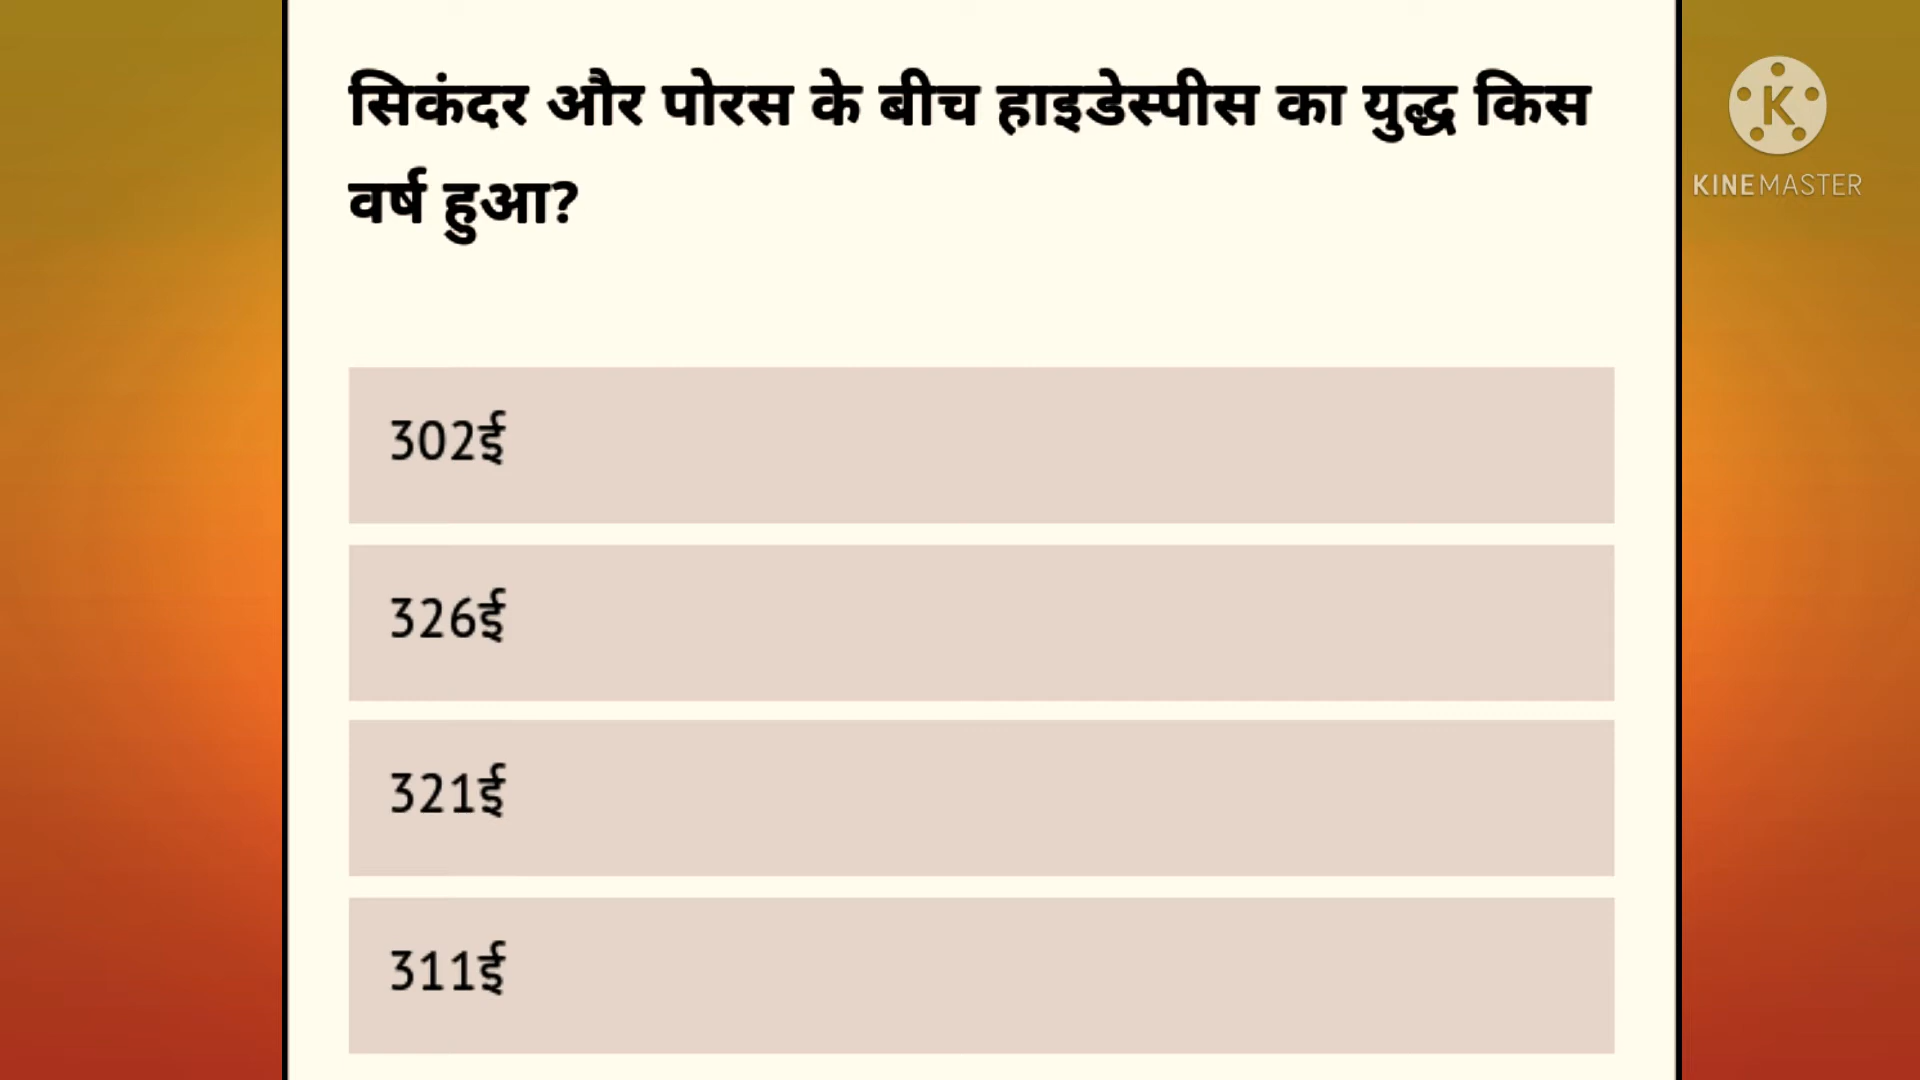 सिकंदर और पोरस के बीच हाइडेस्पीस का युद्ध किस
वर्ष हुआ?
K
KINEMASTER
302ई
326ई
321ई
311ई